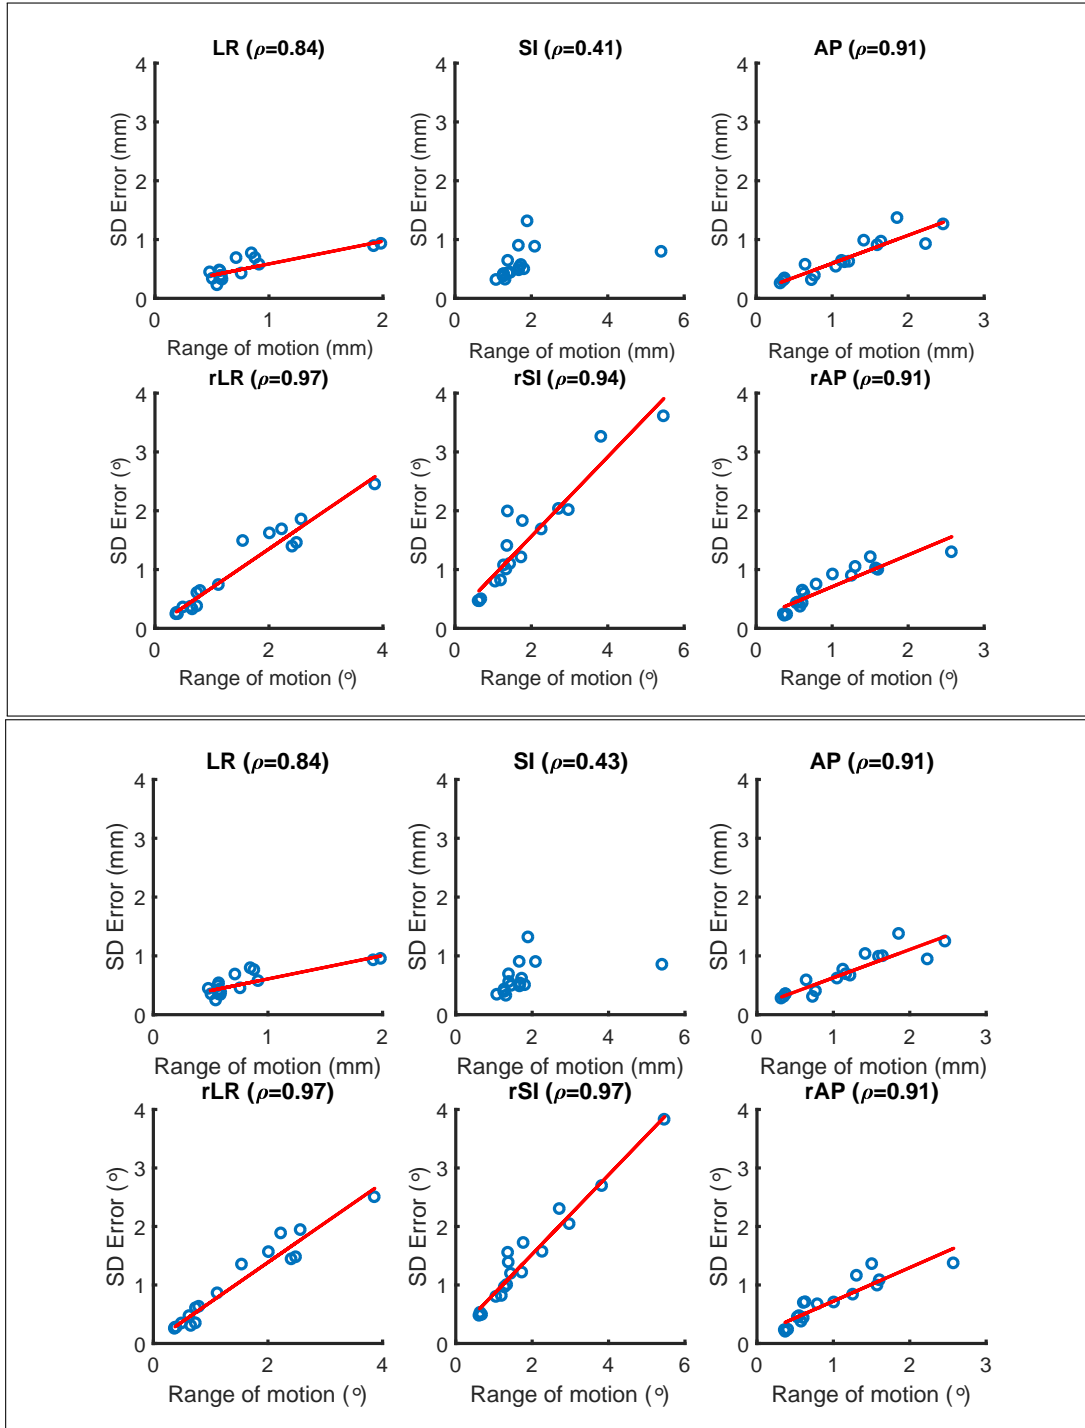 LR (ρ=0.84) SI (ρ=0.41) AP (ρ=0.91)
SD Error (mm) SD Error (mm) SD Error (mm)
4 4 4
3 3 3
2 2 2
1 1 1
0 0 0
0 1 2 0 2 4 6 0 1 2 3
Range of motion (mm) Range of motion (mm) Range of motion (mm)
rLR (ρ=0.97) rSI (ρ=0.94) rAP (ρ=0.91)
SD Error (°) SD Error (°) SD Error (°)
4 4 4
3 3 3
2 2 2
1 1 1
0 0 0
0 2 4 0 2 4 6 0 1 2 3
Range of motion (°) Range of motion (°) Range of motion (°)
LR (ρ=0.84) SI (ρ=0.43) AP (ρ=0.91)
SD Error (mm) SD Error (mm) SD Error (mm)
4 4 4
3 3 3
2 2 2
1 1 1
0 0 0
0 1 2 0 2 4 6 0 1 2 3
Range of motion (mm) Range of motion (mm) Range of motion (mm)
rLR (ρ=0.97) rSI (ρ=0.97) rAP (ρ=0.91)
SD Error (°) SD Error (°) SD Error (°)
4 4 4
3 3 3
2 2 2
1 1 1
0 0 0
0 2 4 0 2 4 6 0 1 2 3
Range of motion (°) Range of motion (°) Range of motion (°)